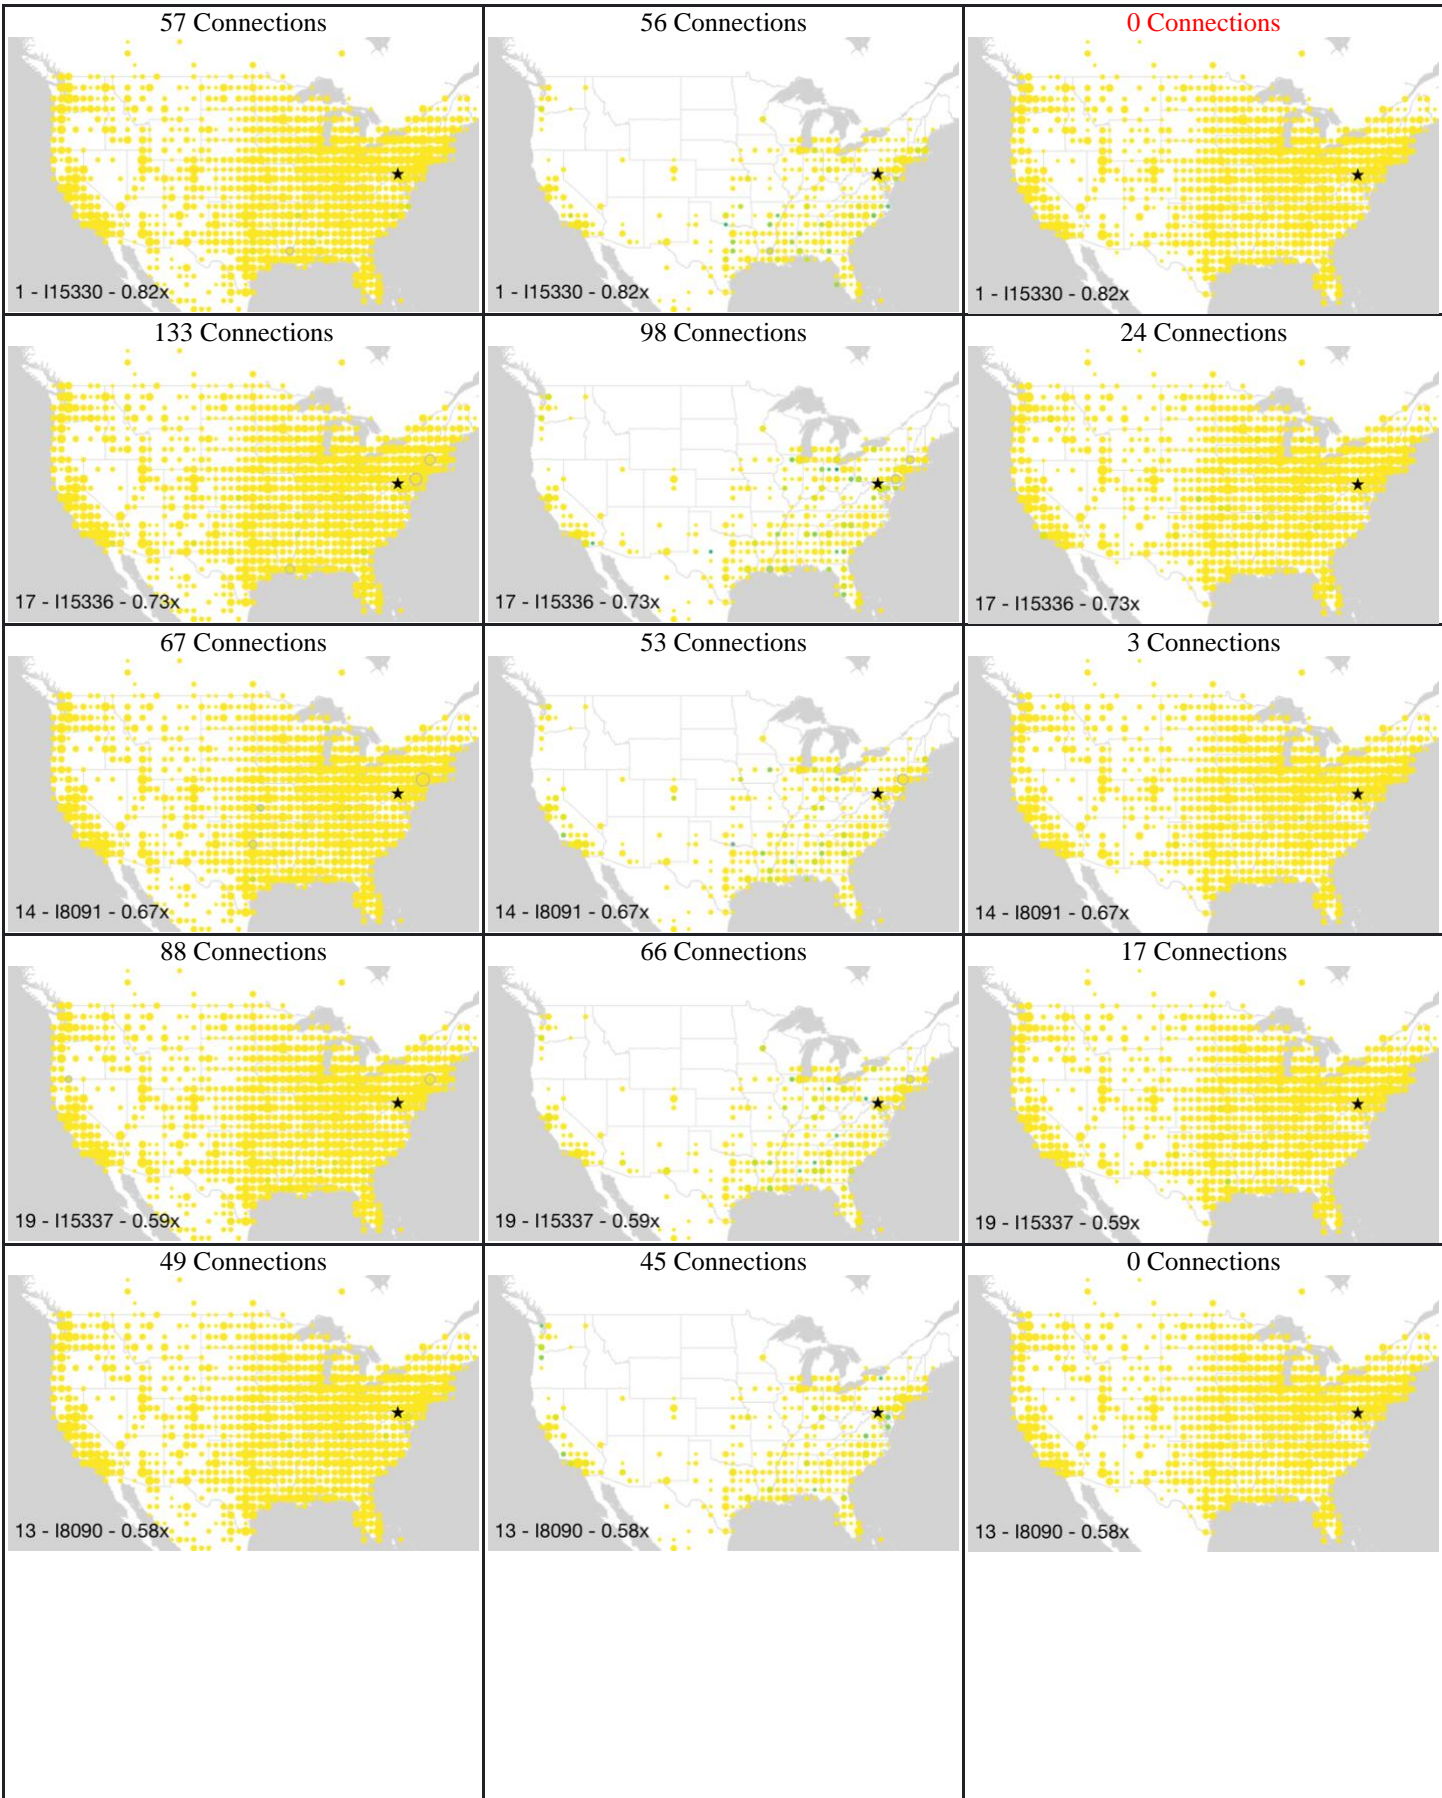 57 Connections
56 Connections
0 Connections
1 - I15330 - 0.82x
1 - I15330 - 0.82x
1 - I15330 - 0.82x
133 Connections
98 Connections
24 Connections
17 - I15336 - 0.73x
17 - I15336 - 0.73x
17 - I15336 - 0.73x
67 Connections
53 Connections
3 Connections
14 - I8091 - 0.67x
14 - I8091 - 0.67x
14 - I8091 - 0.67x
88 Connections
66 Connections
17 Connections
19 - I15337 - 0.59x
19 - I15337 - 0.59x
19 - I15337 - 0.59x
49 Connections
45 Connections
0 Connections
13 - I8090 - 0.58x
13 - I8090 - 0.58x
13 - I8090 - 0.58x